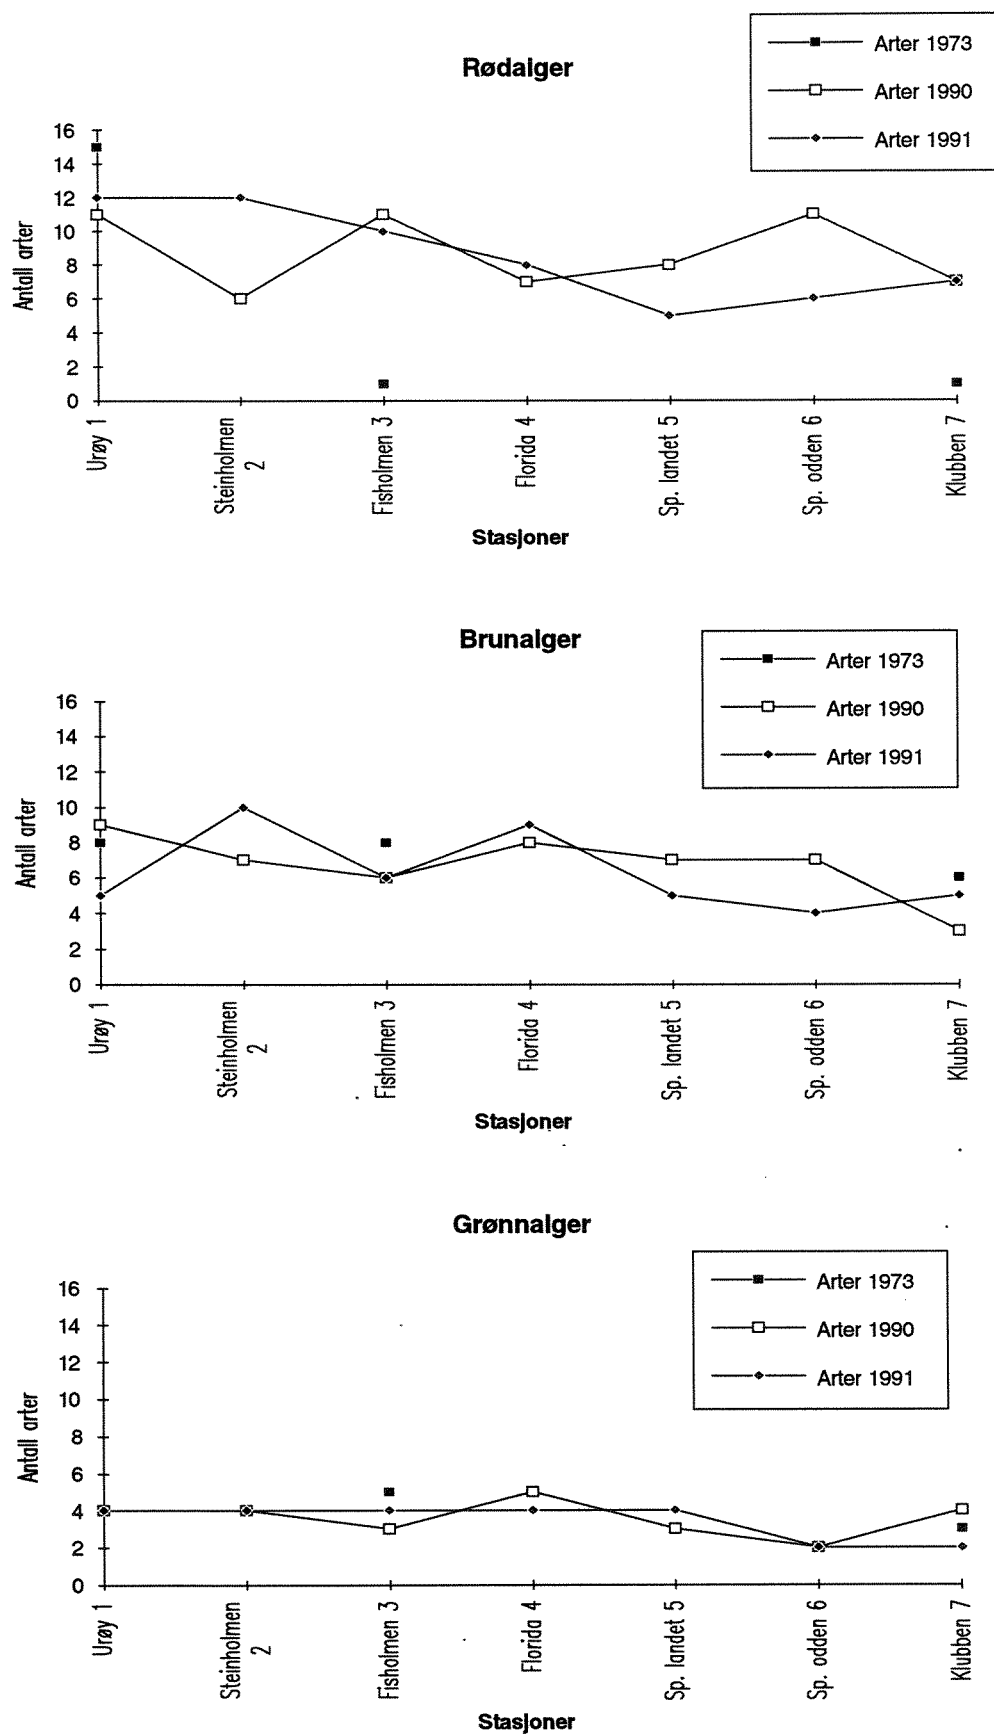 Rødalger
Arter 1973
Arter 1990
Arter 1991
Antall arter
16
14
12
10
8
6
4
2
0
Urøy 1
Steinholmen
2
Fisholmen 3
Florida 4
Sp. landet 5
Sp. odden 6
Klubben 7
Stasjoner
Brunalger
Arter 1973
Arter 1990
Arter 1991
Antall arter
16
14
12
10
8
6
4
2
0
Urøy 1
Steinholmen
2
Fisholmen 3
Florida 4
Sp. landet 5
Sp. odden 6
Klubben 7
Stasjoner
Grønnalger
Arter 1973
Arter 1990
Arter 1991
Antall arter
16
14
12
10
8
6
4
2
0
Urøy 1
Steinholmen
2
Fisholmen 3
Florida 4
Sp. landet 5
Sp. odden 6
Klubben 7
Stasjoner